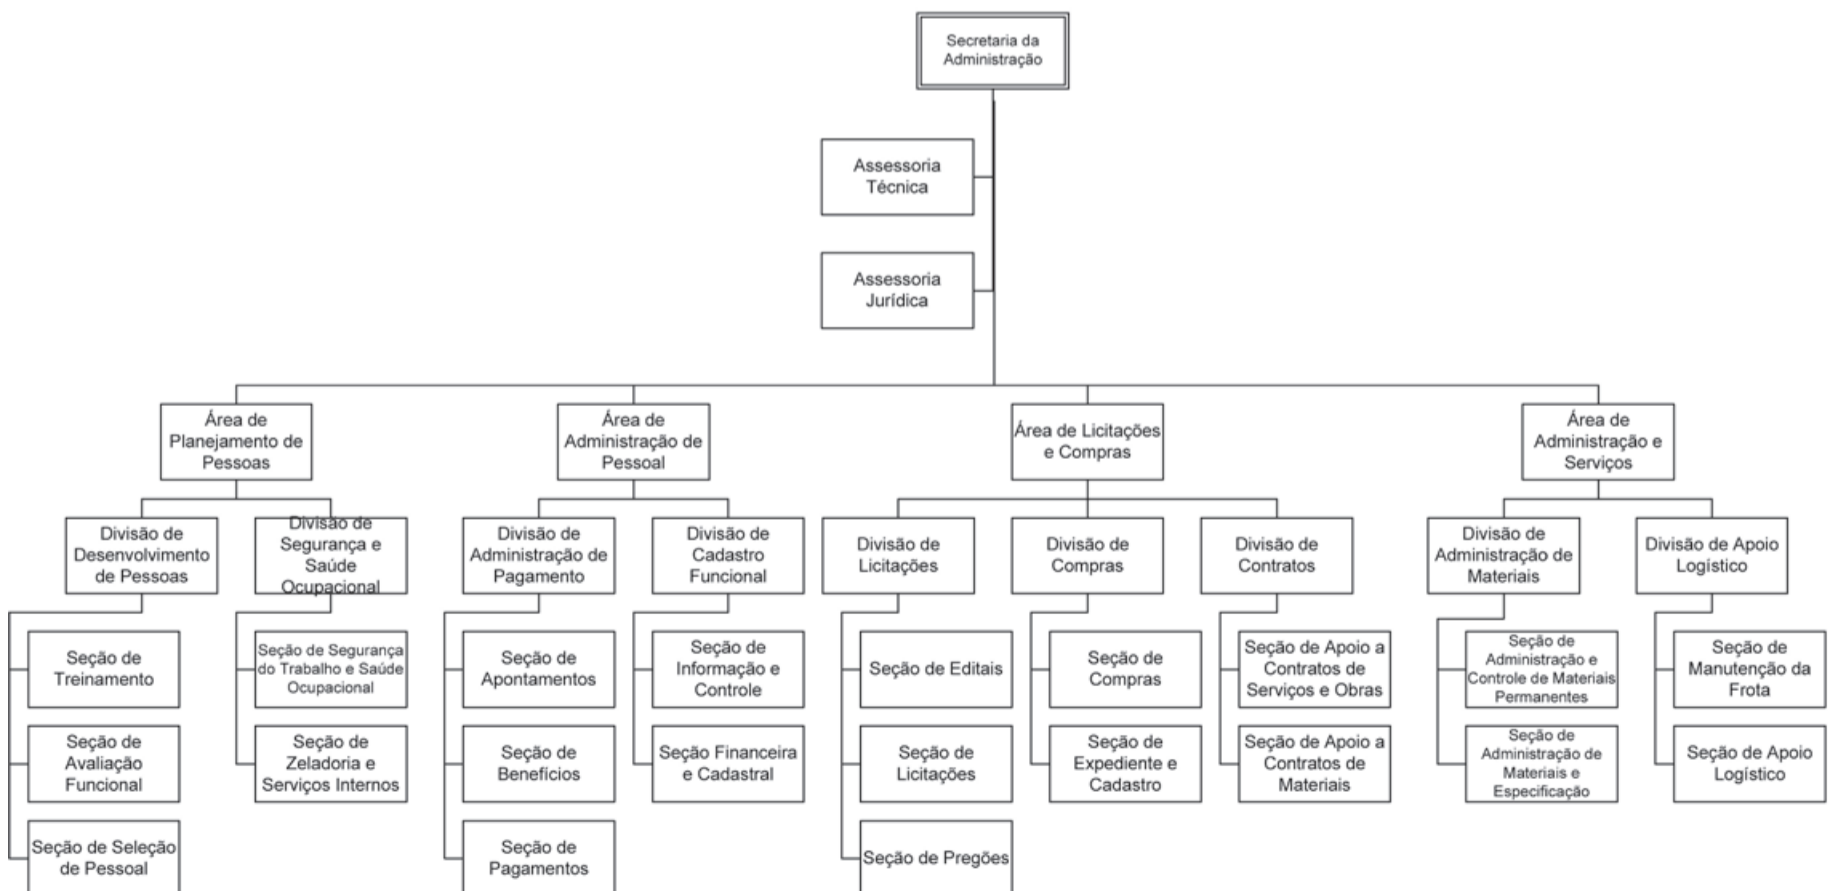 Secretaria da
Administração
Assessoria
Técnica
Assessoria
Jurídica
Área de
Planejamento de
Pessoas
Área de
Administração de
Pessoal
Área de Licitações
e Compras
Área de
Administração e
Serviços
Divisão de
Desenvolvimento
de Pessoas
Divisão de
Segurança e
Saúde
Ocupacional
Divisão de
Administração de
Pagamento
Divisão de
Cadastro
Funcional
Divisão de
Licitações
Divisão de
Compras
Divisão de
Contratos
Divisão de
Administração de
Materiais
Divisão de Apoio
Logístico
Seção de
Treinamento
Seção de Segurança
do Trabalho e Saúde
Ocupacional
Seção de
Apontamentos
Seção de
Informação e
Controle
Seção de Editais
Seção de
Compras
Seção de Apoio a
Contratos de
Serviços e Obras
Seção de
Administração e
Controle de Materiais
Permanentes
Seção de
Manutenção da
Frota
Seção de
Avaliação
Funcional
Seção de
Zeladoria e
Serviços Internos
Seção de
Benefícios
Seção Financeira
e Cadastral
Seção de
Licitações
Seção de
Expediente e
Cadastro
Seção de Apoio a
Contratos de
Materiais
Seção de
Administração de
Materiais e
Especificação
Seção de Apoio
Logístico
Seção de Seleção
de Pessoal
Seção de
Pagamentos
Seção de Pregões